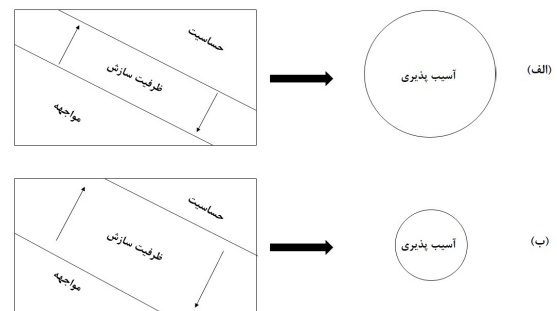 (الف)
آسیب پذیری
حساسیت
ظرفیت سازش
مواجهه
(ب)
آسیب پذیری
حساسیت
ظرفیت سازش
مواجهه